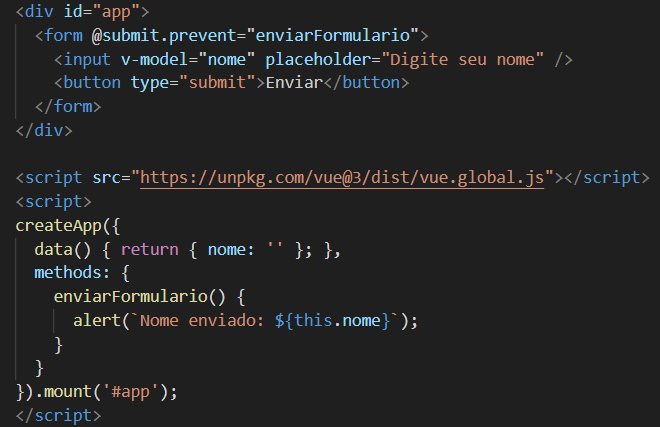 <div id="app">
  <form @submit.prevent="enviarFormulario">
    <input v-model="nome" placeholder="Digite seu nome" />
    <button type="submit">Enviar</button>
  </form>
</div>

<script src="https://unpkg.com/vue@3/dist/vue.global.js"></script>
<script>
createApp({
  data() { return { nome: '' }; },
  methods: {
    enviarFormulario() {
      alert(`Nome enviado: ${this.nome}`);
    }
  }
}).mount('#app');
</script>